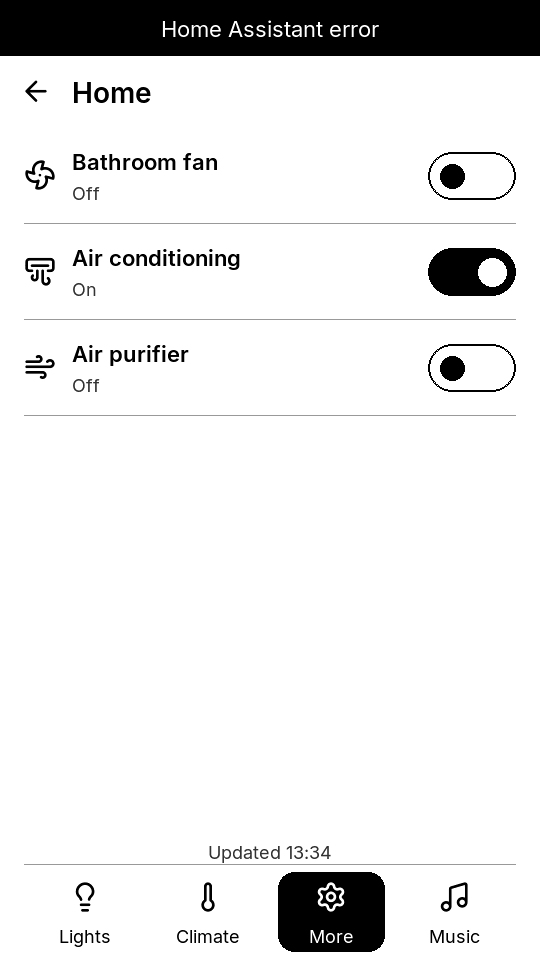 Home Assistant error
Home
Bathroom fan
Off
Air conditioning
On
Air purifier
Off
Updated 13:34
Lights
Climate
More
Music